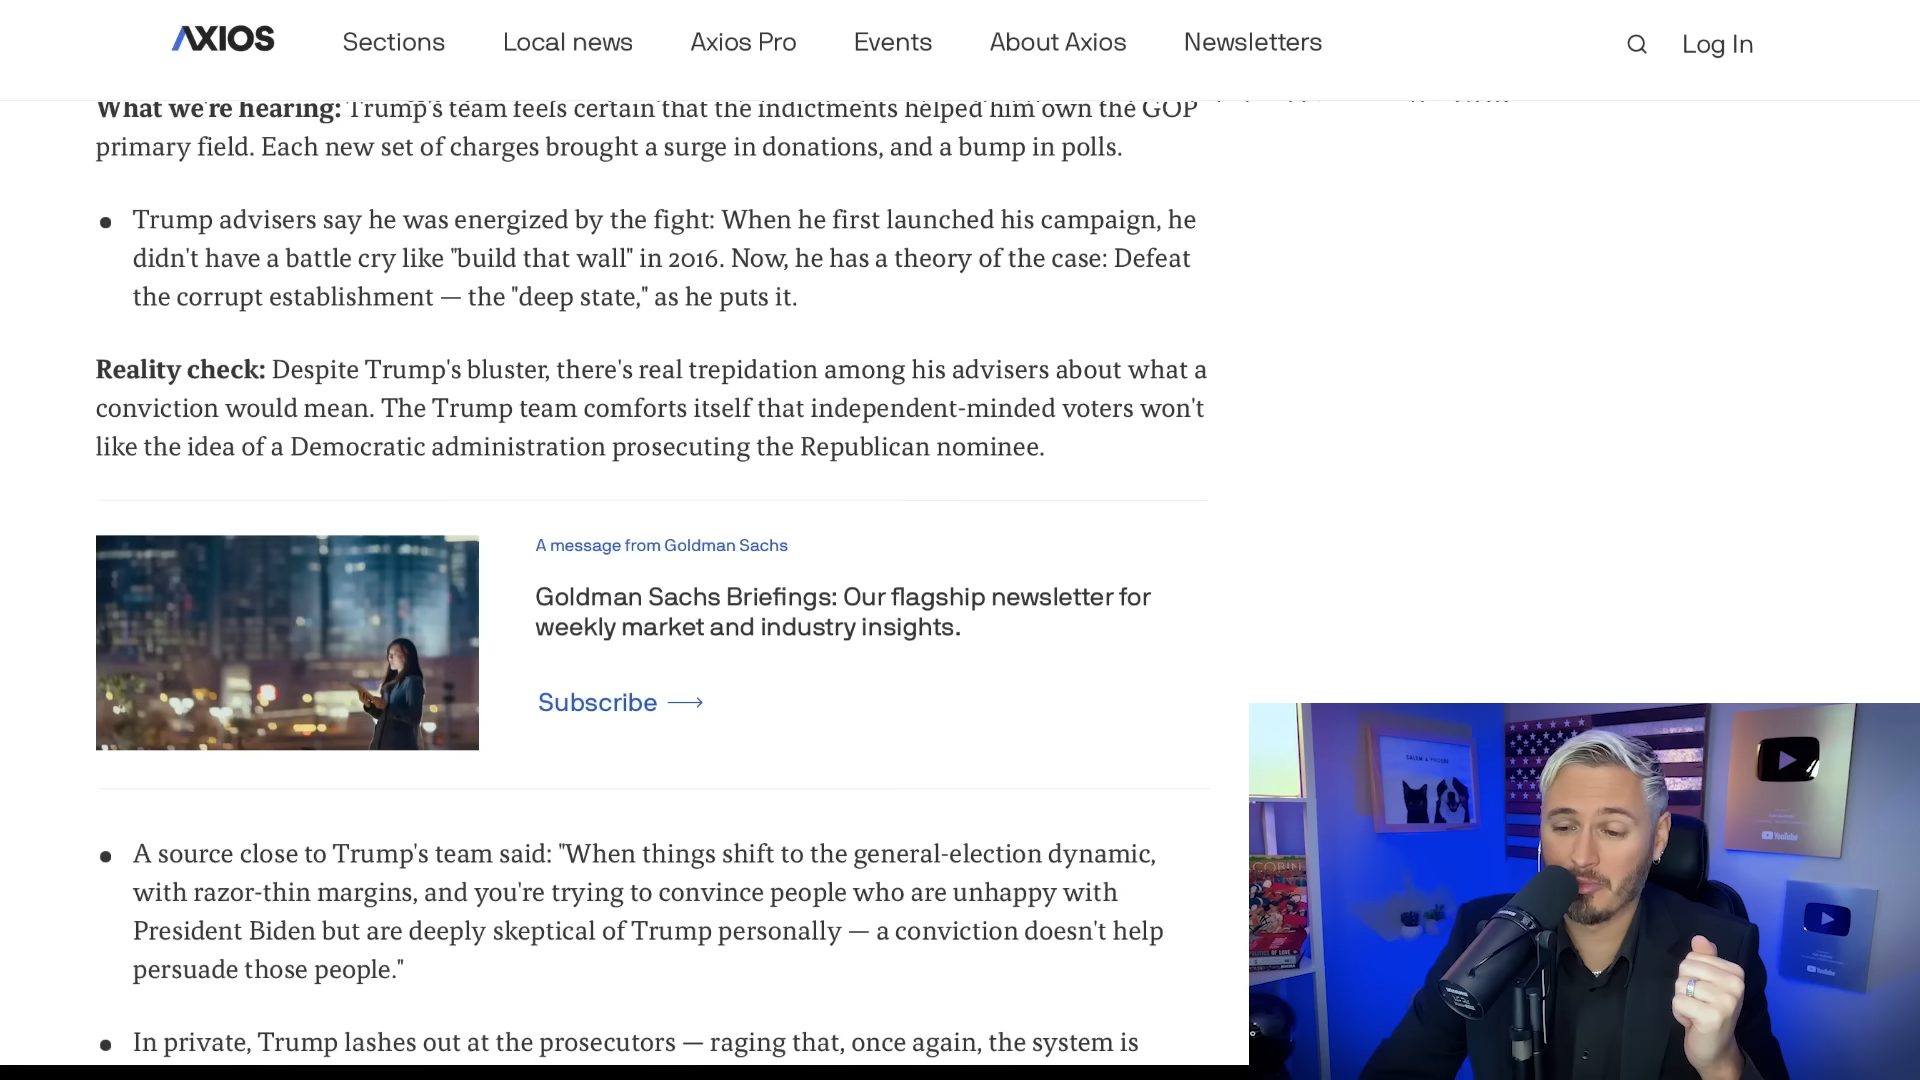 AXIOS Sections Local news Axios Pro Events About Axios Newsletters Log In
What we're hearing: Trump's team feels certain that the indictments helped him own the GOP
primary field. Each new set of charges brought a surge in donations, and a bump in polls.
• Trump advisers say he was energized by the fight: When he first launched his campaign, he
didn't have a battle cry like "build that wall" in 2016. Now, he has a theory of the case: Defeat
the corrupt establishment — the "deep state," as he puts it.
Reality check: Despite Trump's bluster, there's real trepidation among his advisers about what a
conviction would mean. The Trump team comforts itself that independent-minded voters won't
like the idea of a Democratic administration prosecuting the Republican nominee.
A message from Goldman Sachs
Goldman Sachs Briefings: Our flagship newsletter for
weekly market and industry insights.
Subscribe →
• A source close to Trump's team said: "When things shift to the general-election dynamic,
with razor-thin margins, and you're trying to convince people who are unhappy with
President Biden but are deeply skeptical of Trump personally — a conviction doesn't help
persuade those people."
• In private, Trump lashes out at the prosecutors — raging that, once again, the system is
SALEM & PHOEBE
YouTube
YouTube
CORBIN
POLITICS OF LOVE